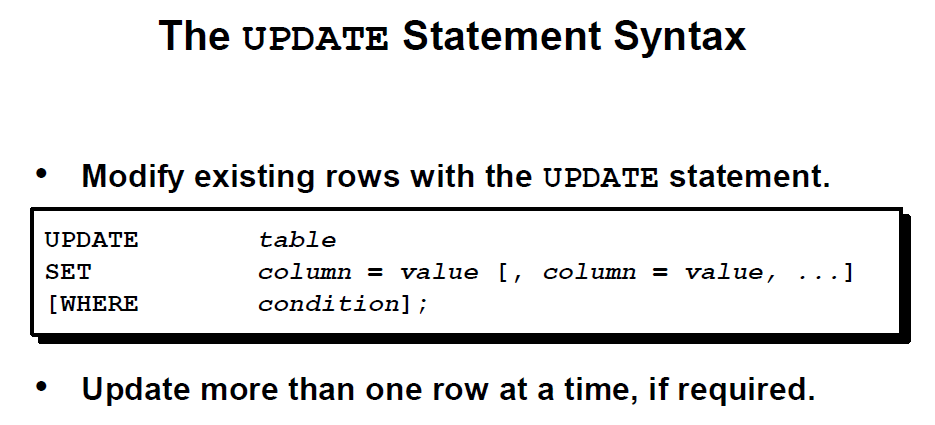 The UPDATE Statement Syntax
• Modify existing rows with the UPDATE statement.
UPDATE table
SET column = value [, column = value, ...]
[WHERE condition];
• Update more than one row at a time, if required.